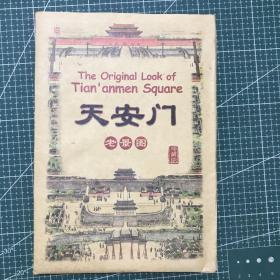 The Original Look of
Tian'anmen Square
天安门
老景图